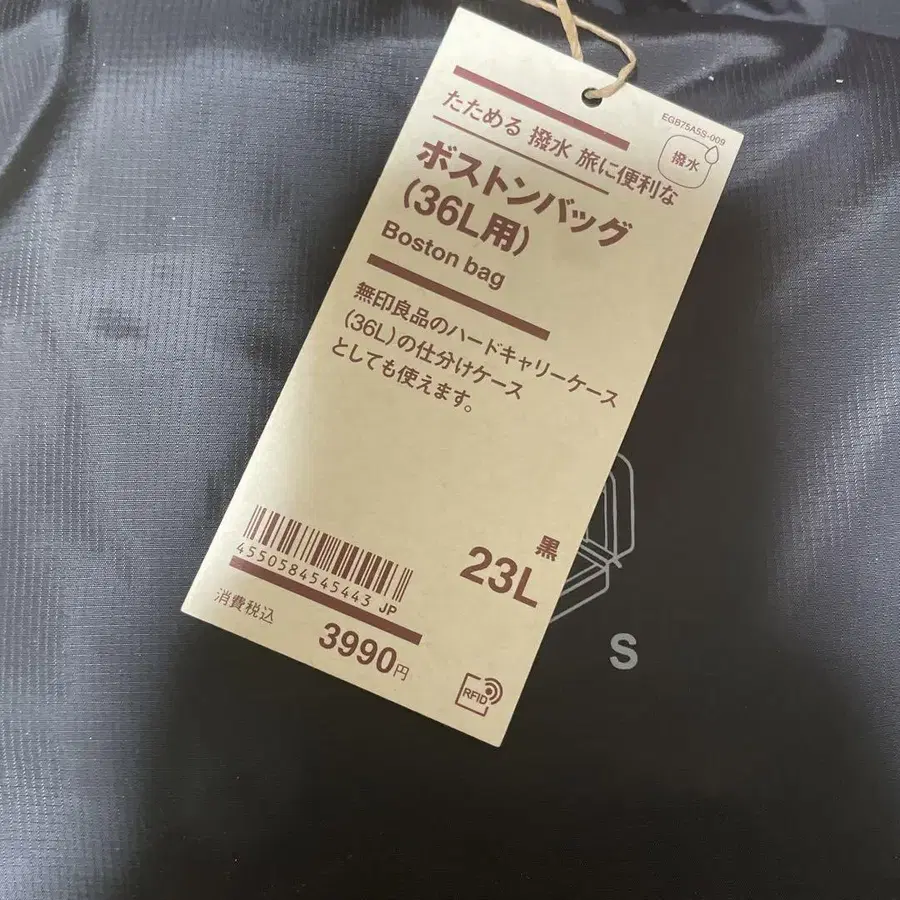 EGB75A5S-009
撥水
たためる 撥水 旅に便利な
ボストンバッグ
(36L用)
Boston bag
無印良品のハードキャリーケース
(36L)の仕分けケース
としても使えます。
4550584545443 JP
黒
23L
消費税込
3990円
RFID
S